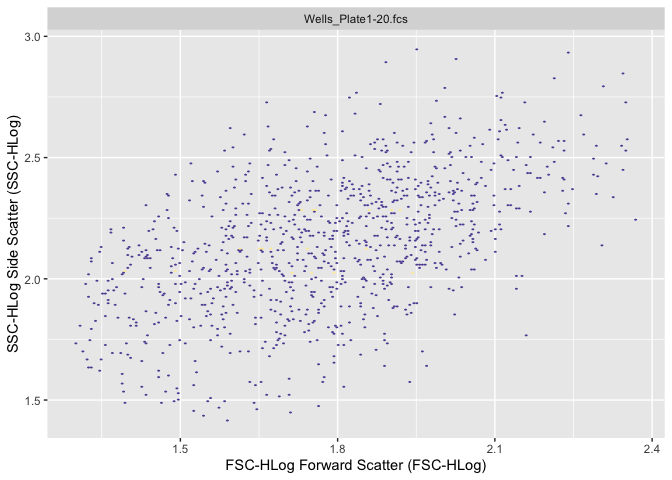 Wells_Plate1-20.fcs
3.0
2.5
2.0
1.5
SSC-HLog Side Scatter (SSC-HLog)
1.5 1.8 2.1 2.4
FSC-HLog Forward Scatter (FSC-HLog)